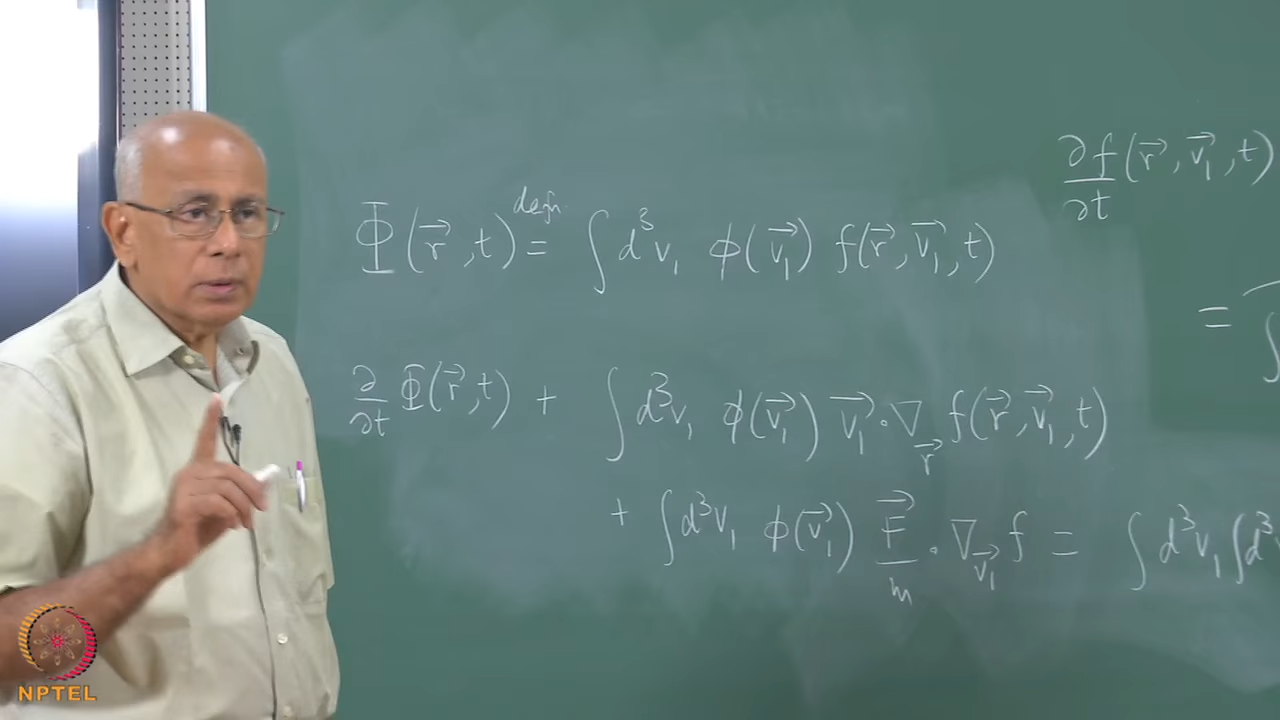 Φ(r⃗, t) defn. = ∫ d³v₁ φ(v⃗₁) f(r⃗, v⃗₁, t)
∂f/∂t (r⃗, v⃗₁, t)
= ∫
∂/∂t Φ(r⃗, t) + ∫ d³v₁ φ(v⃗₁) v⃗₁ · ∇_r⃗ f(r⃗, v⃗₁, t)
+ ∫ d³v₁ φ(v⃗₁) F⃗/m · ∇_v⃗₁ f = ∫ d³v₁ ∫ d³
NPTEL